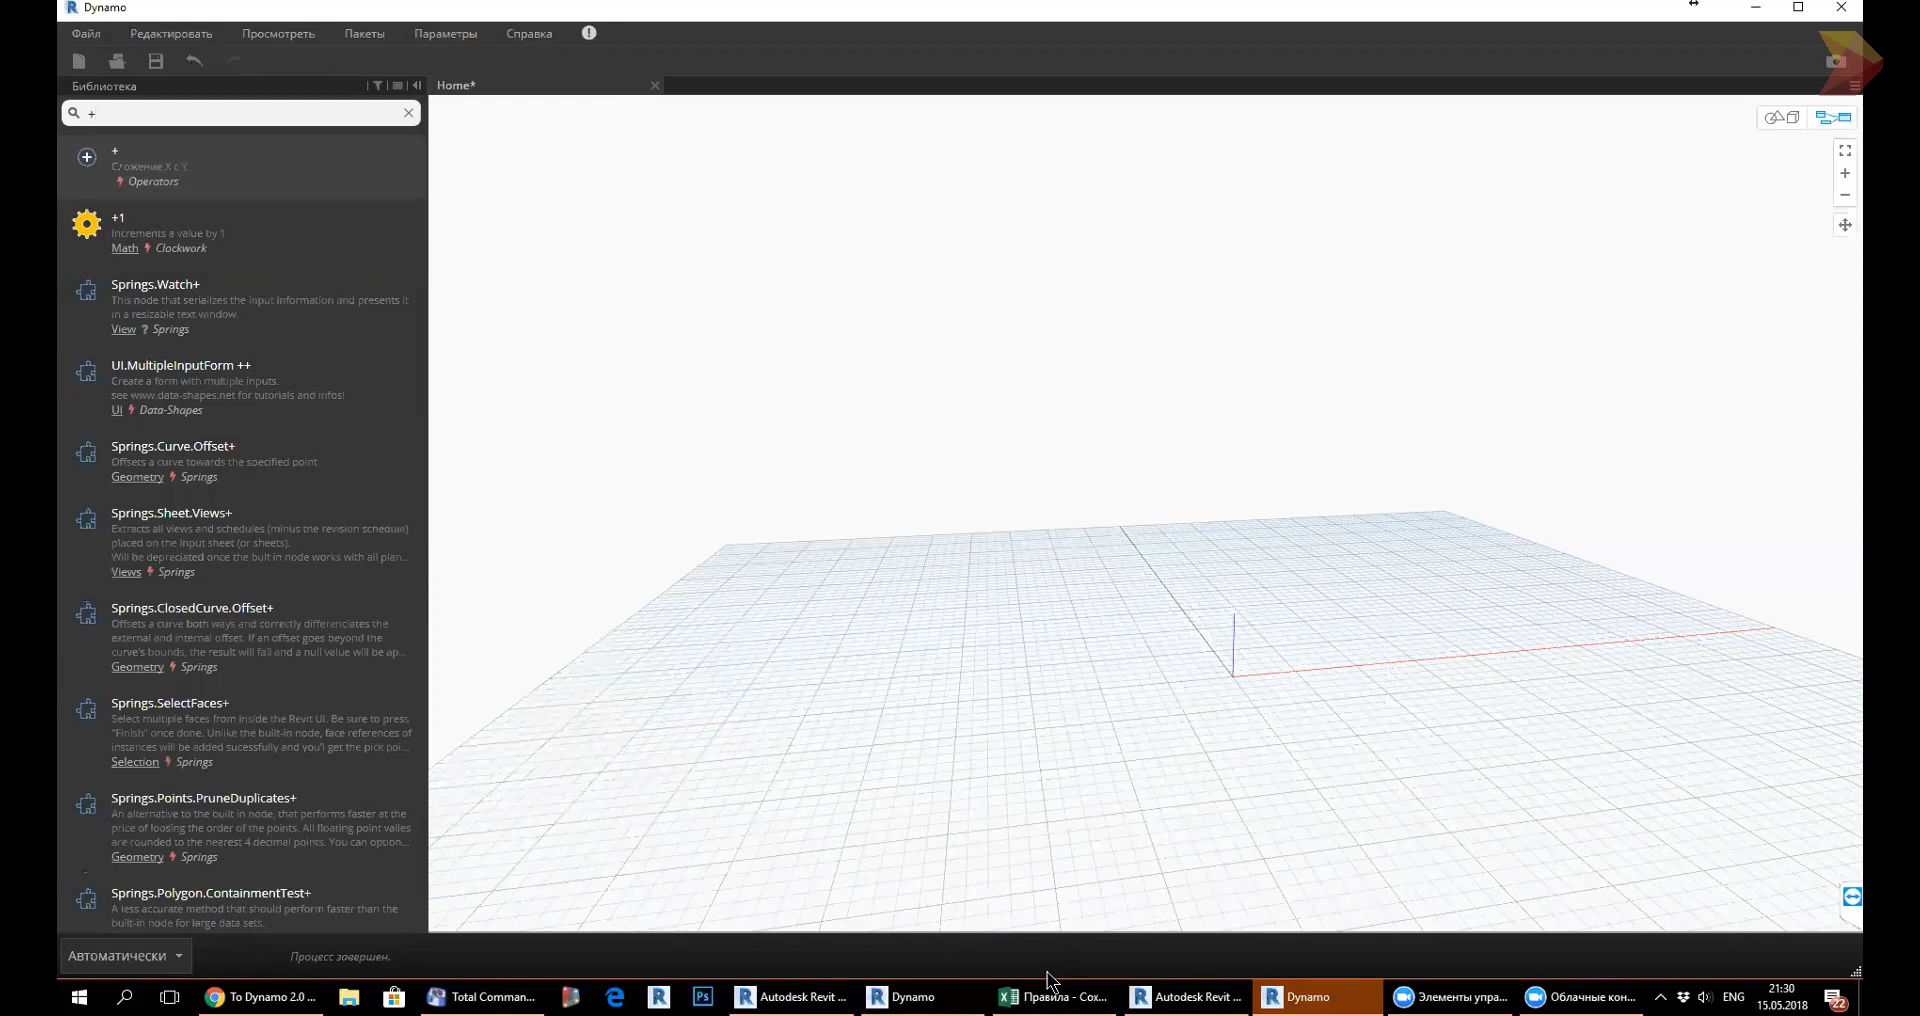 Dynamo
Файл Редактировать Просмотреть Пакеты Параметры Справка
Библиотека
Home*
+
+
Сложение X с Y.
Operators
+1
Increments a value by 1
Math Clockwork
Springs.Watch+
This node that serializes the input information and presents it
in a resizable text window.
View ? Springs
UI.MultipleInputForm ++
Create a form with multiple inputs.
see www.data-shapes.net for tutorials and infos!
UI Data-Shapes
Springs.Curve.Offset+
Offsets a curve towards the specified point
Geometry Springs
Springs.Sheet.Views+
Extracts all views and schedules (minus the revision schedule)
placed on the input sheet (or sheets).
Will be depreciated once the built in node works with all plan...
Views Springs
Springs.ClosedCurve.Offset+
Offsets a curve both ways and correctly differenciates the
external and internal offset. If an offset goes beyond the
curve's bounds, the result will fail and a null value will be ap...
Geometry Springs
Springs.SelectFaces+
Select multiple faces from inside the Revit UI. Be sure to press
"Finish" once done. Unlike the built-in node, face references of
instances will be added sucessfully and you'l get the pick poi...
Selection Springs
Springs.Points.PruneDuplicates+
An alternative to the built in node, that performs faster at the
price of loosing the order of the points. All floating point values
are rounded to the nearest 4 decimal points. You can option...
Geometry Springs
Springs.Polygon.ContainmentTest+
A less accurate method that should perform faster than the
built-in node for large data sets.
Автоматически
Процесс завершен.
To Dynamo 2.0 ... Total Comman... Ps Autodesk Revit ... Dynamo Правила - Сох... Autodesk Revit ... Dynamo Элементы упра... Облачные кон... ENG
21:30
15.05.2018
22